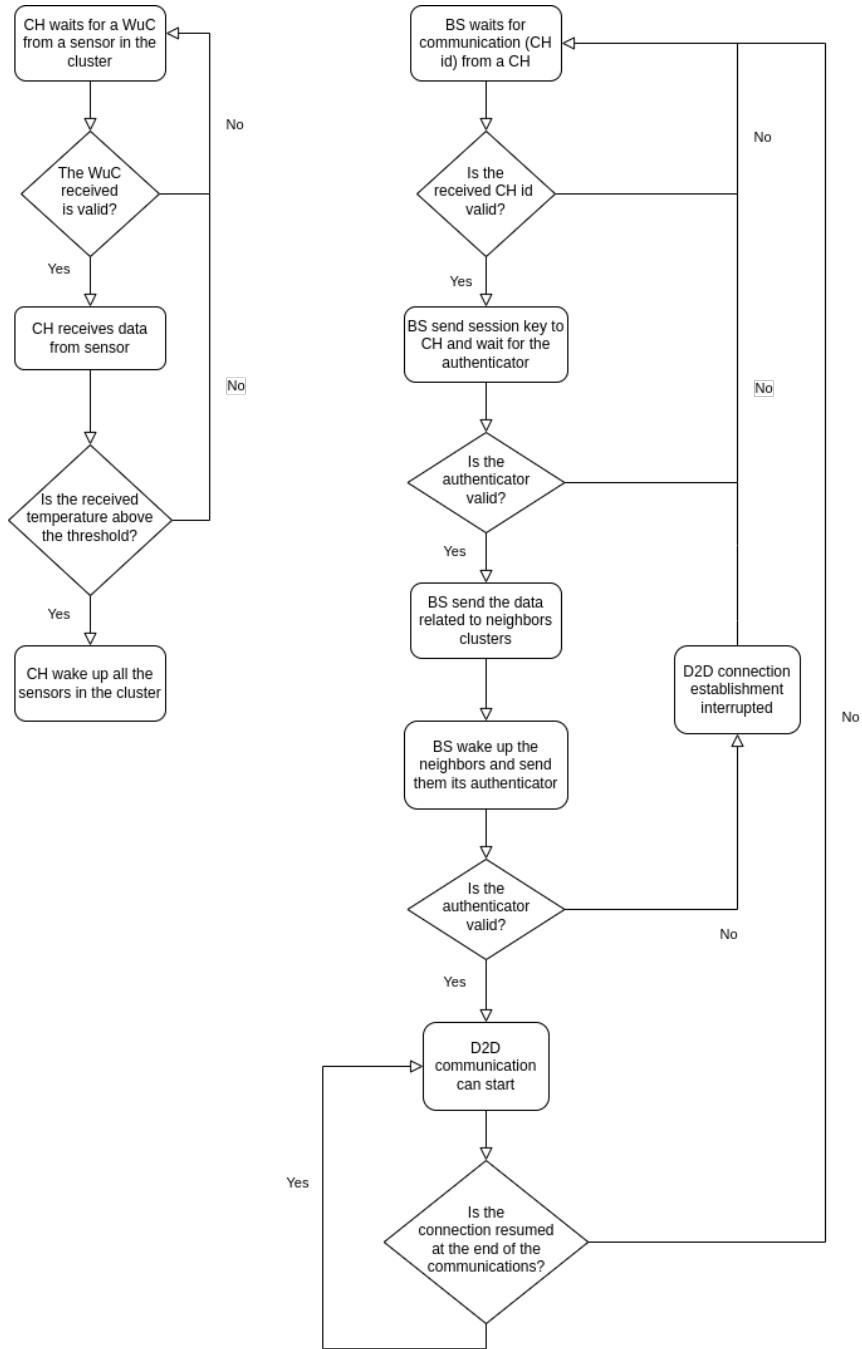 CH waits for a WuC
from a sensor in the
cluster
No
The WuC
received
is valid?
Yes
CH receives data
from sensor
No
Is the received
temperature above
the threshold?
Yes
CH wake up all the
sensors in the cluster
BS waits for
communication (CH
id) from a CH
No
Is the
received CH id
valid?
Yes
BS send session key to
CH and wait for the
authenticator
No
Is the
authenticator
valid?
Yes
BS send the data
related to neighbors
clusters
D2D connection
establishment
interrupted
No
BS wake up the
neighbors and send
them its authenticator
Is the
authenticator
valid?
No
Yes
D2D
communication
can start
Yes
Is the
connection resumed
at the end of the
communications?